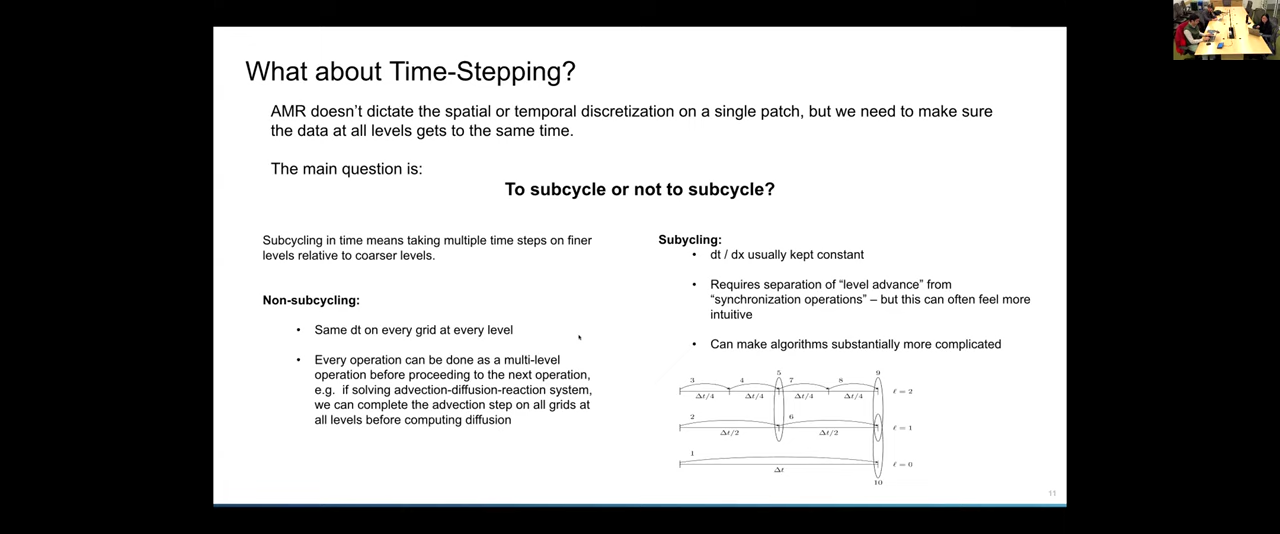 What about Time-Stepping?
AMR doesn't dictate the spatial or temporal discretization on a single patch, but we need to make sure
the data at all levels gets to the same time.
The main question is:
To subcycle or not to subcycle?
Subcycling in time means taking multiple time steps on finer
levels relative to coarser levels.
Non-subcycling:
• Same dt on every grid at every level
• Every operation can be done as a multi-level
operation before proceeding to the next operation,
e.g. if solving advection-diffusion-reaction system,
we can complete the advection step on all grids at
all levels before computing diffusion
Subycling:
• dt / dx usually kept constant
• Requires separation of “level advance” from
“synchronization operations” – but this can often feel more
intuitive
• Can make algorithms substantially more complicated
3 4 5 7 8 9
Δt/4 Δt/4 Δt/4 Δt/4 ℓ = 2
2 6
Δt/2 Δt/2 ℓ = 1
1
Δt ℓ = 0
10
11